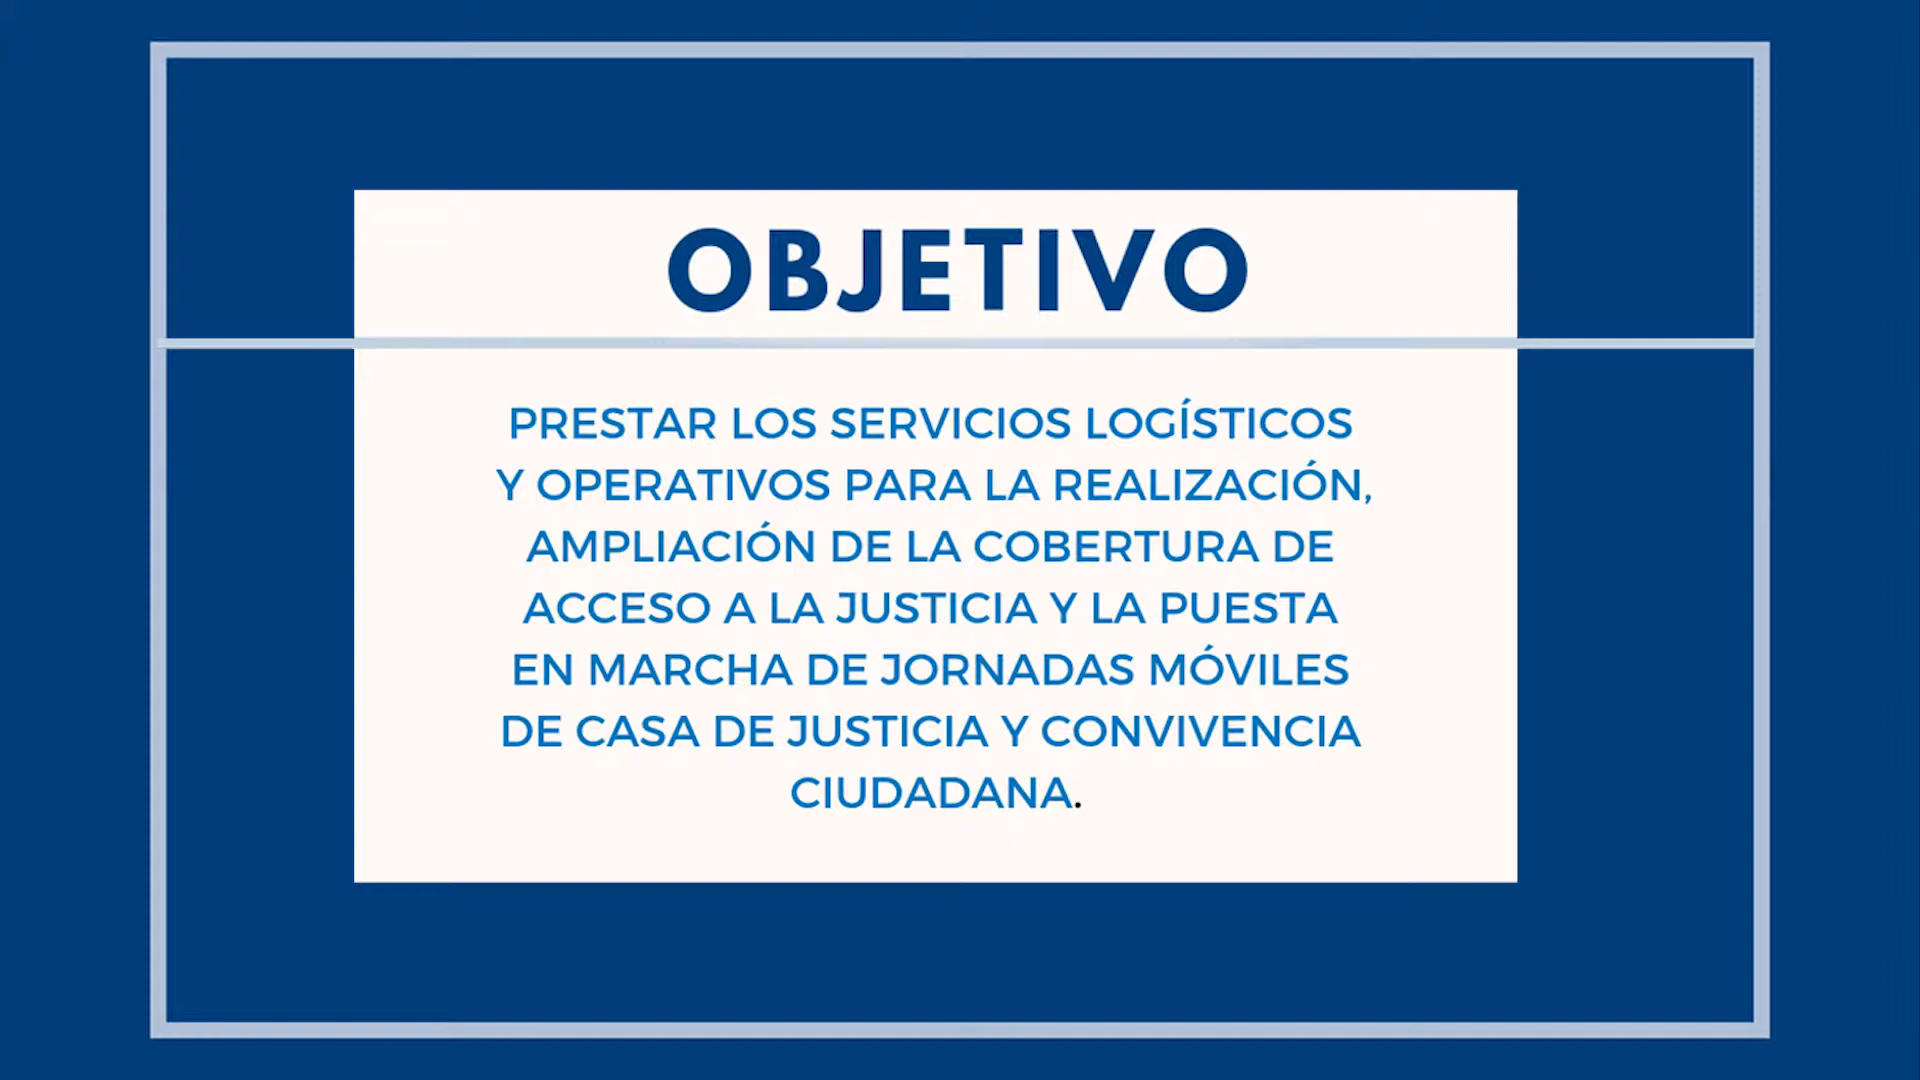 OBJETIVO
PRESTAR LOS SERVICIOS LOGÍSTICOS
Y OPERATIVOS PARA LA REALIZACIÓN,
AMPLIACIÓN DE LA COBERTURA DE
ACCESO A LA JUSTICIA Y LA PUESTA
EN MARCHA DE JORNADAS MÓVILES
DE CASA DE JUSTICIA Y CONVIVENCIA
CIUDADANA.